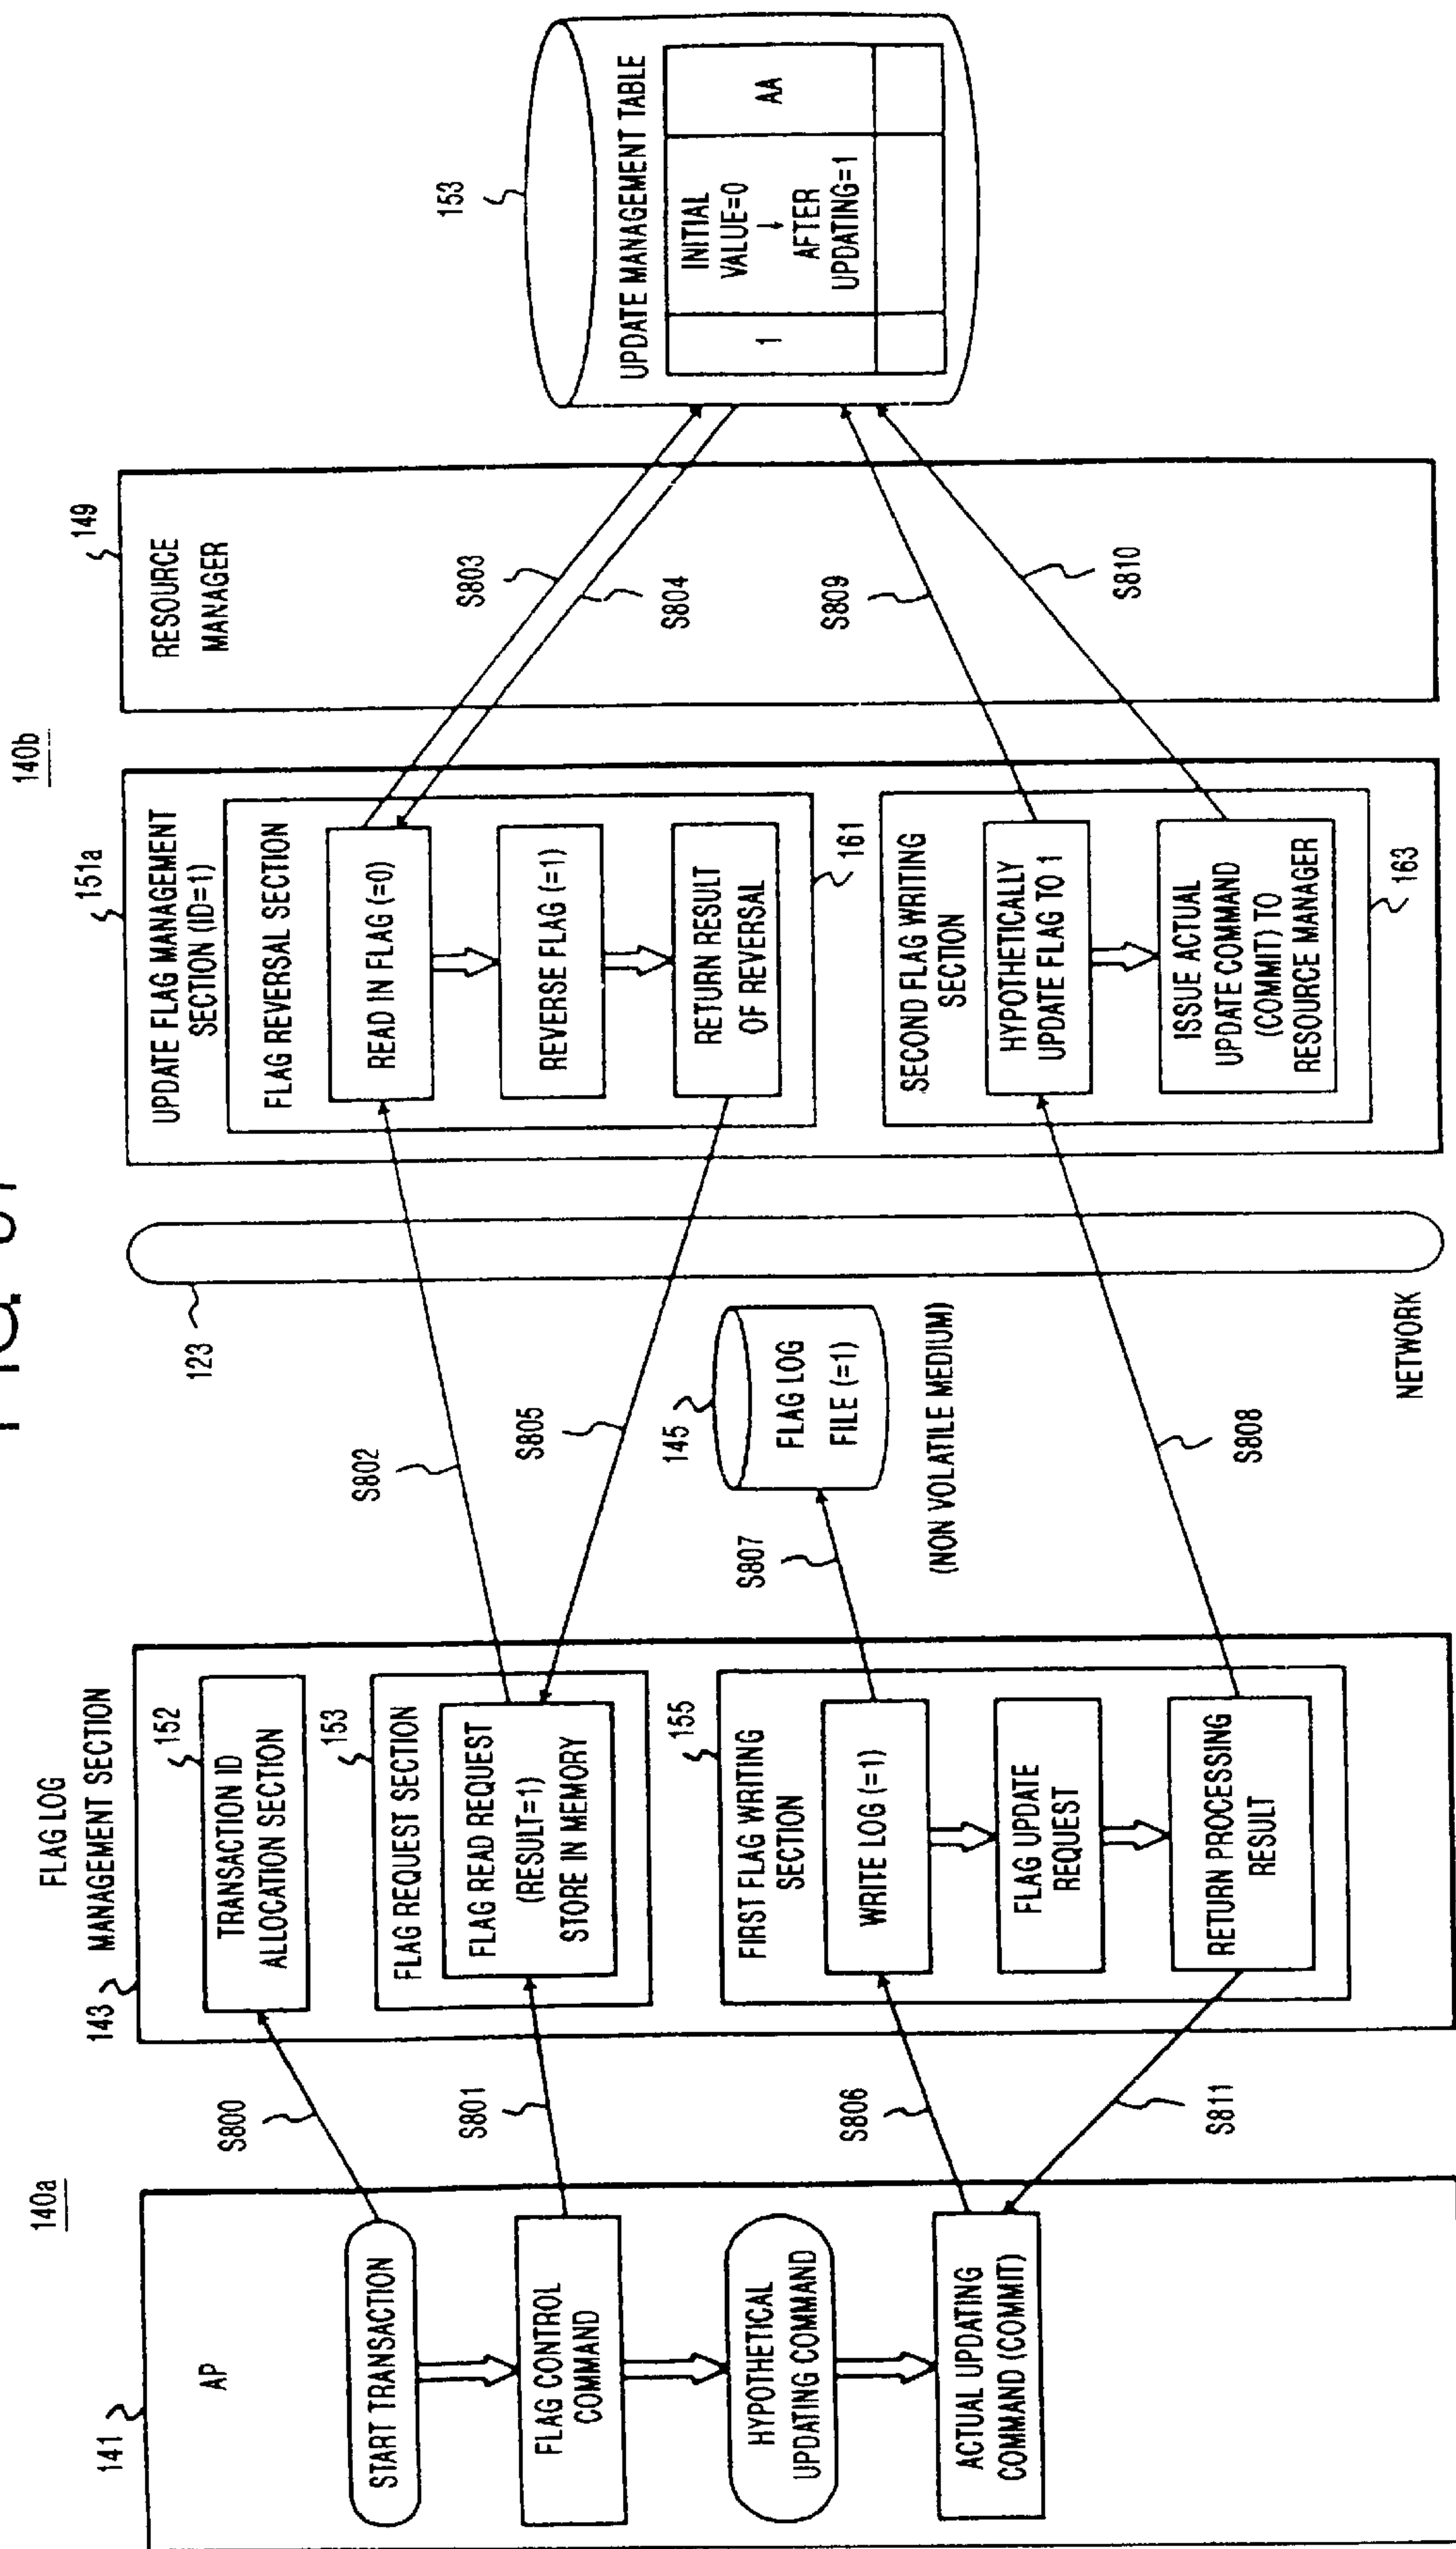 140a
140b
141
AP
START TRANSACTION
FLAG CONTROL
COMMAND
HYPOTHETICAL
UPDATING COMMAND
ACTUAL UPDATING
COMMAND (COMMIT)
S800
S801
S806
S811
FLAG LOG
MANAGEMENT SECTION
143
152
TRANSACTION ID
ALLOCATION SECTION
153
FLAG REQUEST SECTION
FLAG READ REQUEST
(RESULT=1)
STORE IN MEMORY
155
FIRST FLAG WRITING
SECTION
WRITE LOG (=1)
FLAG UPDATE
REQUEST
RETURN PROCESSING
RESULT
S802
S805
S807
S808
145
FLAG LOG
FILE (=1)
(NON VOLATILE MEDIUM)
123
NETWORK
151a
UPDATE FLAG MANAGEMENT
SECTION (ID=1)
FLAG REVERSAL SECTION
READ IN FLAG (=0)
REVERSE FLAG (=1)
RETURN RESULT
OF REVERSAL
161
SECOND FLAG WRITING
SECTION
HYPOTHETICALLY
UPDATE FLAG TO 1
ISSUE ACTUAL
UPDATE COMMAND
(COMMIT) TO
RESOURCE MANAGER
163
149
RESOURCE
MANAGER
S803
S804
S809
S810
153
UPDATE MANAGEMENT TABLE
1
INITIAL
VALUE=0
↓
AFTER
UPDATING=1
AA